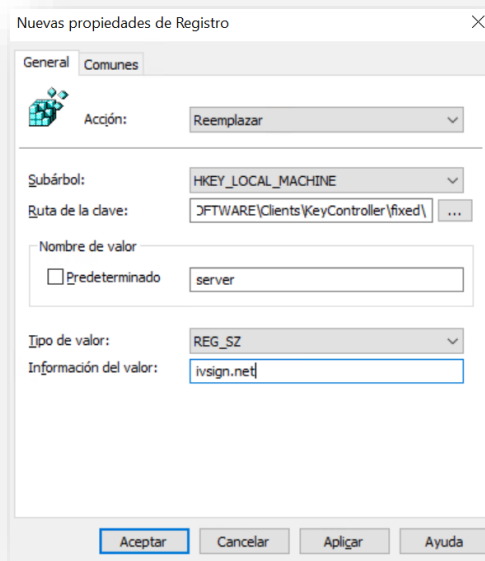 Nuevas propiedades de Registro
General Comunes
Acción: Reemplazar
Subárbol: HKEY_LOCAL_MACHINE
Ruta de la clave: OFTWARE\Clients\KeyController\fixed\ ...
Nombre de valor
Predeterminado server
Tipo de valor: REG_SZ
Información del valor: ivsign.net
Aceptar Cancelar Aplicar Ayuda